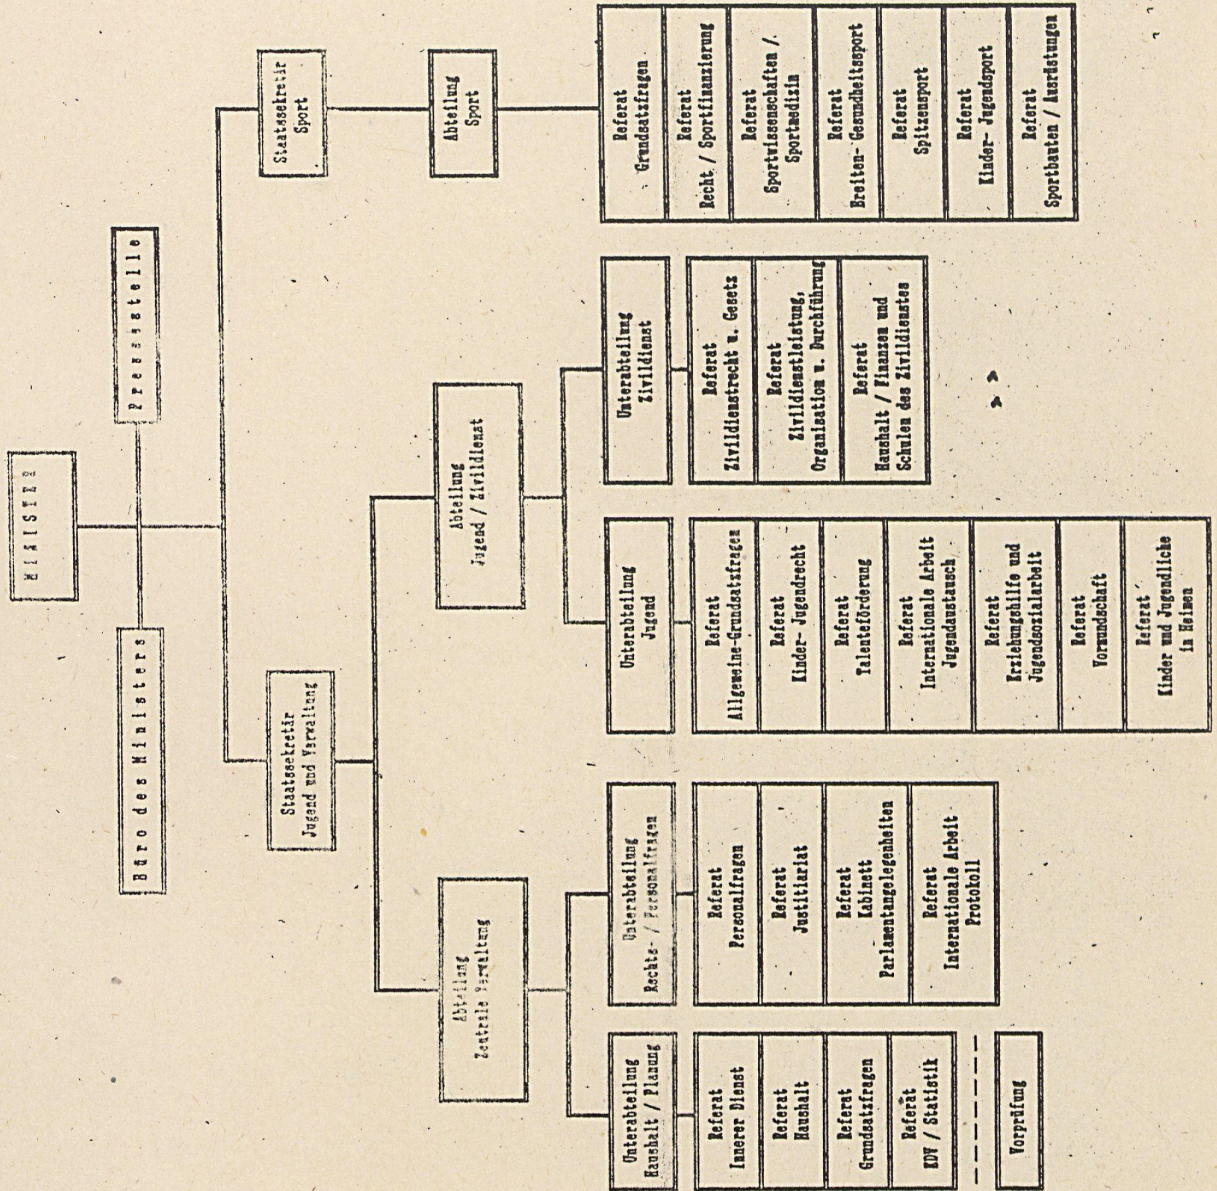 MINISTER
Büro des Ministers
Pressestelle
Staatssekretär
Jugend und Verwaltung
Staatssekretär
Sport
Abteilung
Zentrale Verwaltung
Abteilung
Jugend / Zivildienst
Abteilung
Sport
Unterabteilung
Haushalt / Planung
Referat
Innerer Dienst
Referat
Haushalt
Referat
Grundsatzfragen
Referat
EDV / Statistik
Vorprüfung
Unterabteilung
Rechts- / Personalfragen
Referat
Personalfragen
Referat
Justitiariat
Referat
Kabinett
Parlamentangelegenheiten
Referat
Internationale Arbeit
Protokoll
Unterabteilung
Jugend
Referat
Allgemeine-Grundsatzfragen
Referat
Kinder- Jugendrecht
Referat
Talenteförderung
Referat
Internationale Arbeit
Jugendaustausch
Referat
Erziehungshilfe und
Jugendsozialarbeit
Referat
Vormundschaft
Referat
Kinder und Jugendliche
in Heimen
Unterabteilung
Zivildienst
Referat
Zivildienstrecht u. Gesetz
Referat
Zivildienstleistung,
Organisation u. Durchführung
Referat
Haushalt / Finanzen und
Schulen des Zivildienstes
Referat
Grundsatzfragen
Referat
Recht / Sportfinanzierung
Referat
Sportwissenschaften /
Sportmedizin
Referat
Breiten- Gesundheitssport
Referat
Spitzensport
Referat
Kinder- Jugendsport
Referat
Sportbauten / Ausrüstungen